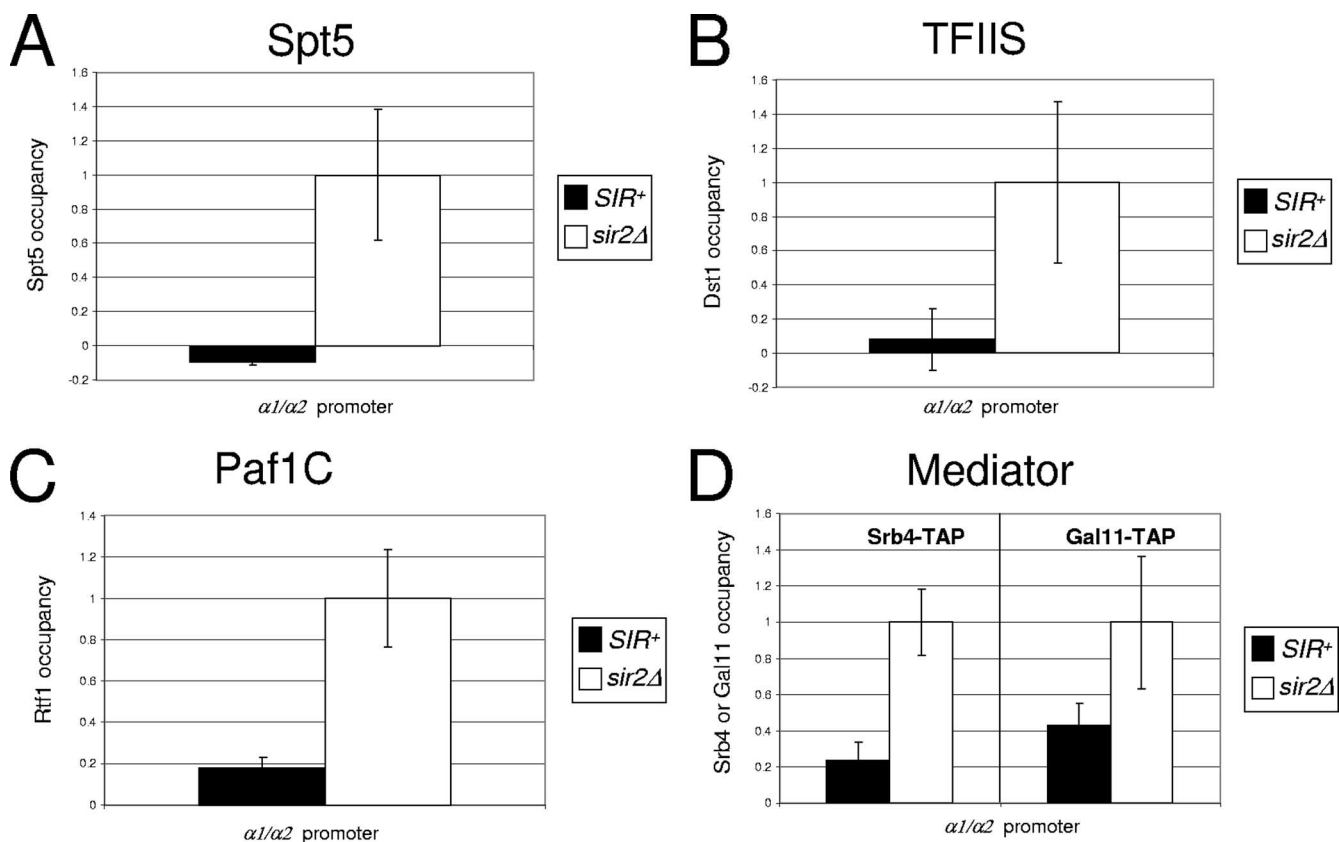 A
Spt5
1.6
1.4
1.2
1
0.8
0.6
0.4
0.2
0
-0.2
Spt5 occupancy
α1/α2 promoter
SIR+
sir2Δ
B
TFIIS
1.6
1.4
1.2
1
0.8
0.6
0.4
0.2
0
-0.2
Dst1 occupancy
α1/α2 promoter
SIR+
sir2Δ
C
Paf1C
1.4
1.2
1
0.8
0.6
0.4
0.2
0
Rtf1 occupancy
α1/α2 promoter
SIR+
sir2Δ
D
Mediator
1.6
1.4
1.2
1
0.8
0.6
0.4
0.2
0
Srb4 or Gal11 occupancy
Srb4-TAP
Gal11-TAP
α1/α2 promoter
SIR+
sir2Δ